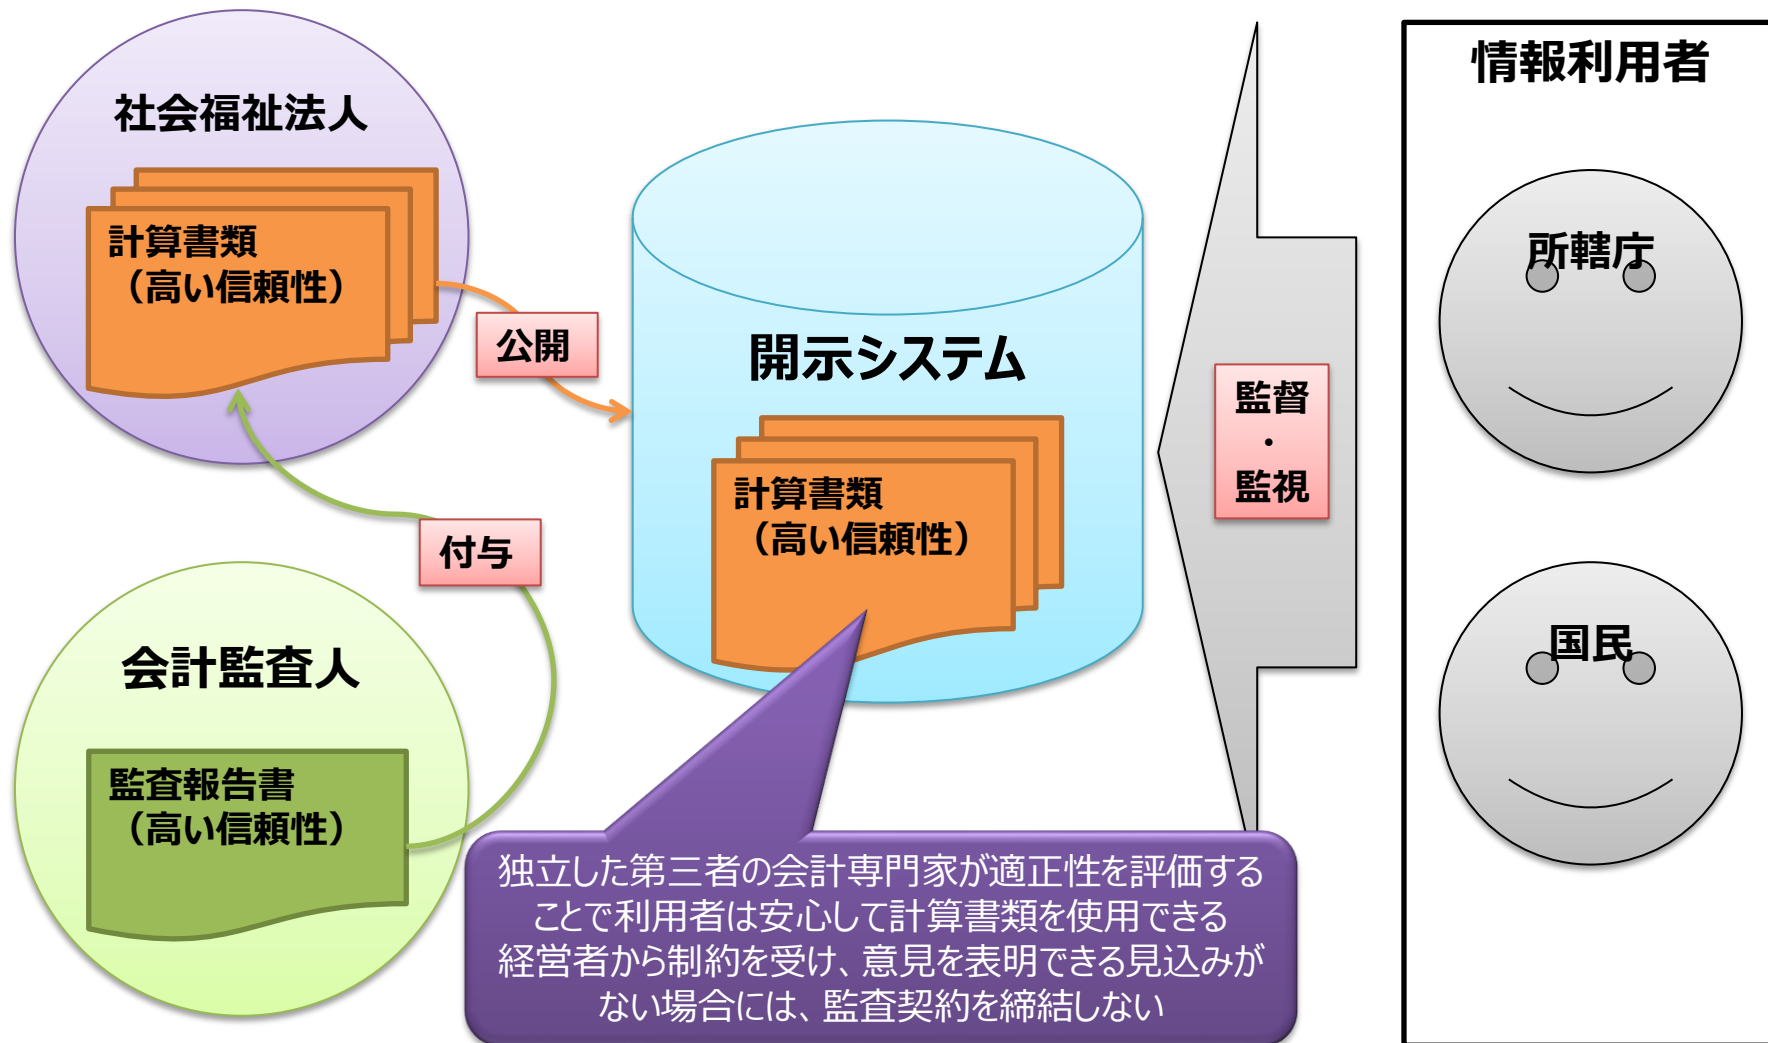 社会福祉法人
計算書類
（高い信頼性）
公開
付与
会計監査人
監査報告書
（高い信頼性）
開示システム
計算書類
（高い信頼性）
独立した第三者の会計専門家が適正性を評価する
ことで利用者は安心して計算書類を使用できる
経営者から制約を受け、意見を表明できる見込みが
ない場合には、監査契約を締結しない
監督
・
監視
情報利用者
所轄庁
国民